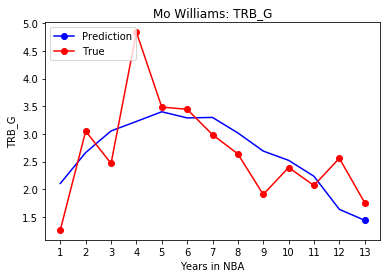 Mo Williams: TRB_G
Prediction
True
TRB_G
5.0
4.5
4.0
3.5
3.0
2.5
2.0
1.5
1 2 3 4 5 6 7 8 9 10 11 12 13
Years in NBA